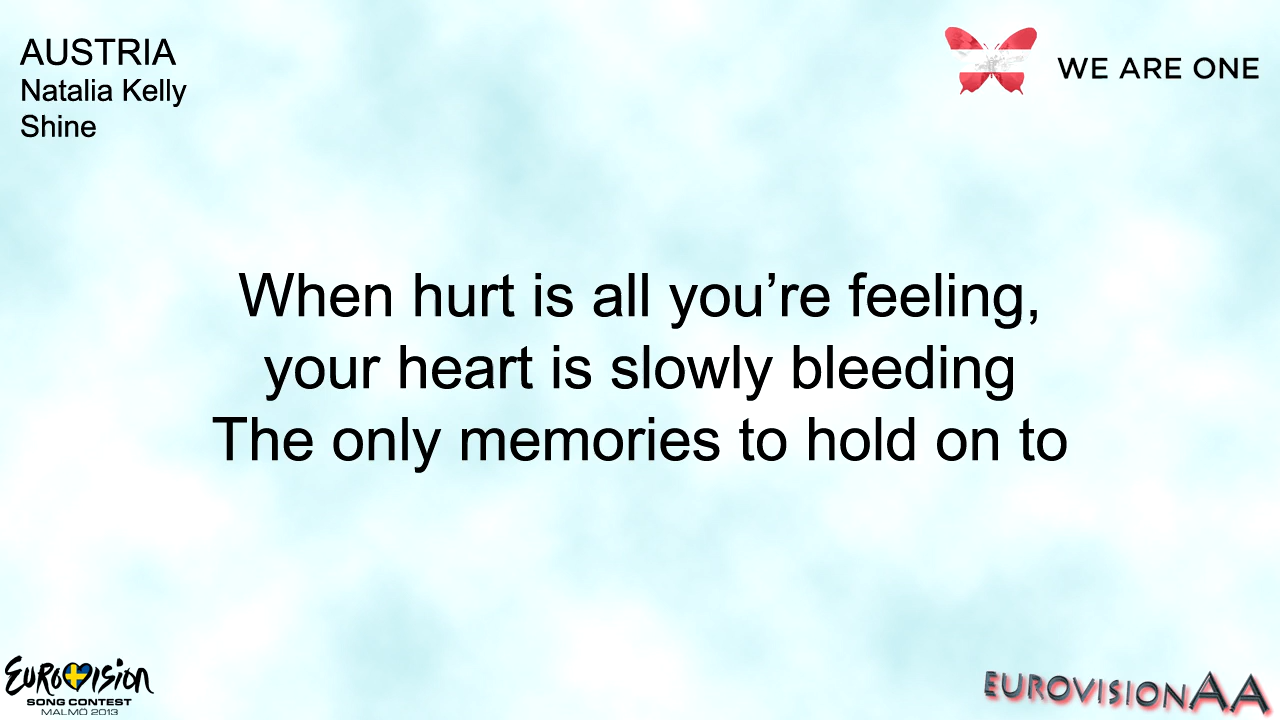 AUSTRIA
Natalia Kelly
Shine
WE ARE ONE
When hurt is all you’re feeling,
your heart is slowly bleeding
The only memories to hold on to
EUROVISION
SONG CONTEST
MALMÖ 2013
EUROVISIONAA